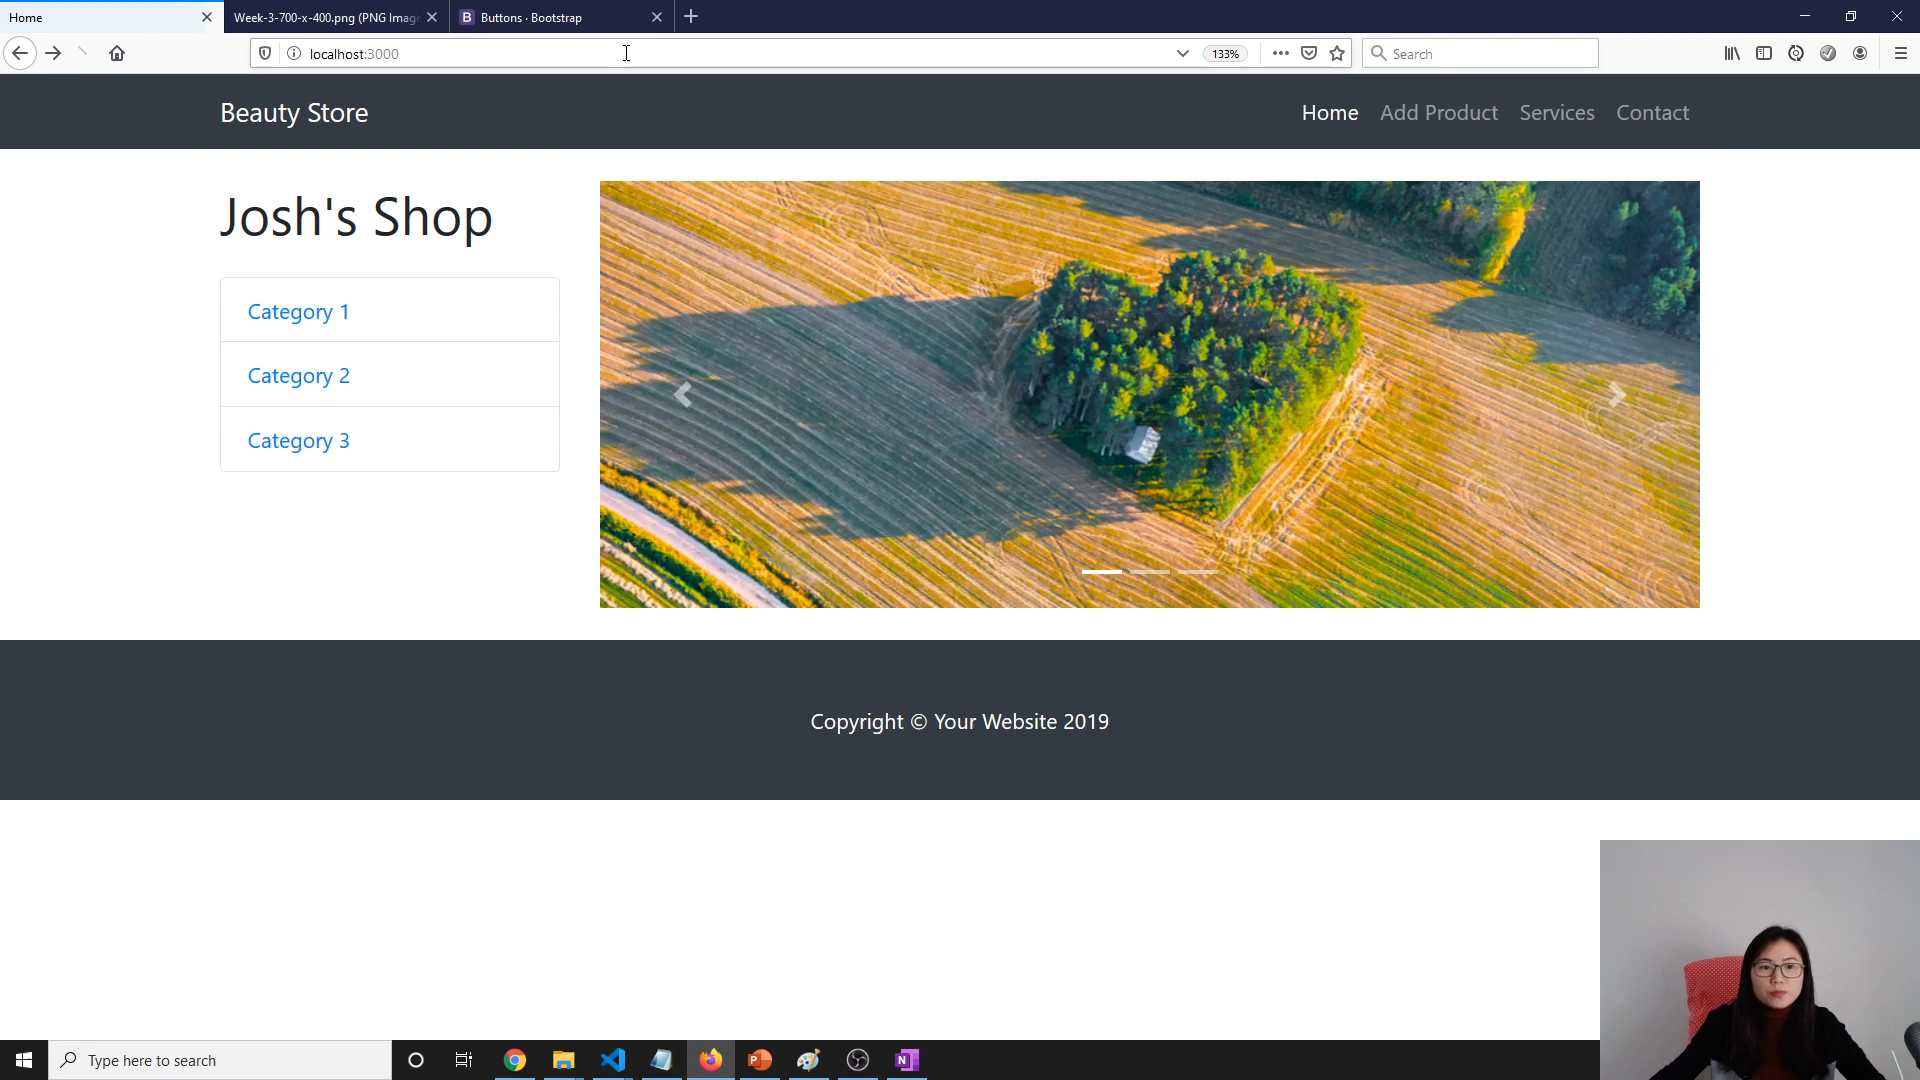 Home
Week-3-700-x-400.png (PNG Imag
B Buttons · Bootstrap
localhost:3000
133%
Search
Beauty Store
Home Add Product Services Contact
Josh's Shop
Category 1
Category 2
Category 3
Copyright © Your Website 2019
Type here to search